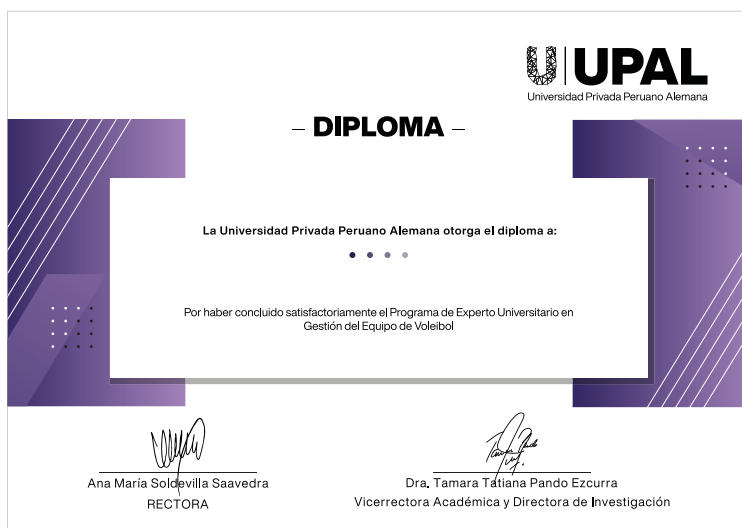 UPAL
Universidad Privada Peruano Alemana
– DIPLOMA –
La Universidad Privada Peruano Alemana otorga el diploma a:
Por haber concluido satisfactoriamente el Programa de Experto Universitario en
Gestión del Equipo de Voleibol
Ana María Soldevilla Saavedra
RECTORA
Dra. Tamara Tatiana Pando Ezcurra
Vicerrectora Académica y Directora de Investigación